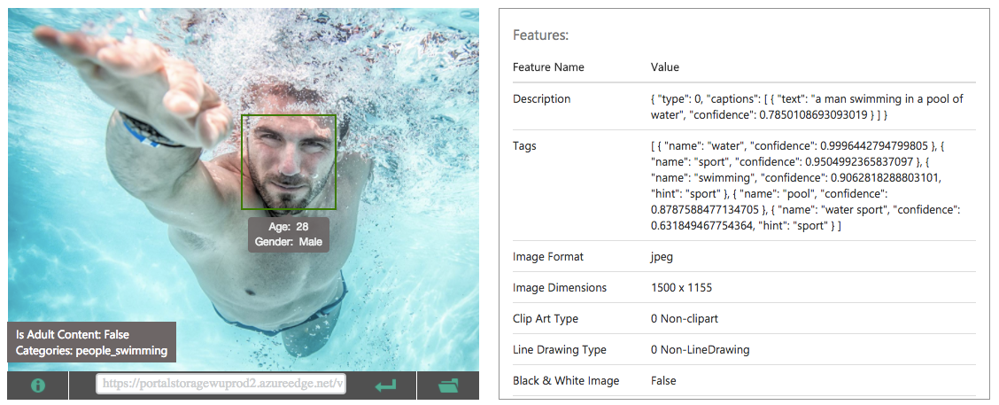 Age: 28
Gender: Male
Is Adult Content: False
Categories: people_swimming
https://portalstoragewuprod2.azureedge.net/v
Features:
Feature Name Value
Description { "type": 0, "captions": [ { "text": "a man swimming in a pool of
water", "confidence": 0.7850108693093019 } ] }
Tags [ { "name": "water", "confidence": 0.9996442794799805 }, {
"name": "sport", "confidence": 0.9504992365837097 }, {
"name": "swimming", "confidence": 0.9062818288803101,
"hint": "sport" }, { "name": "pool", "confidence":
0.8787588477134705 }, { "name": "water sport", "confidence":
0.631849467754364, "hint": "sport" } ]
Image Format jpeg
Image Dimensions 1500 x 1155
Clip Art Type 0 Non-clipart
Line Drawing Type 0 Non-LineDrawing
Black & White Image False